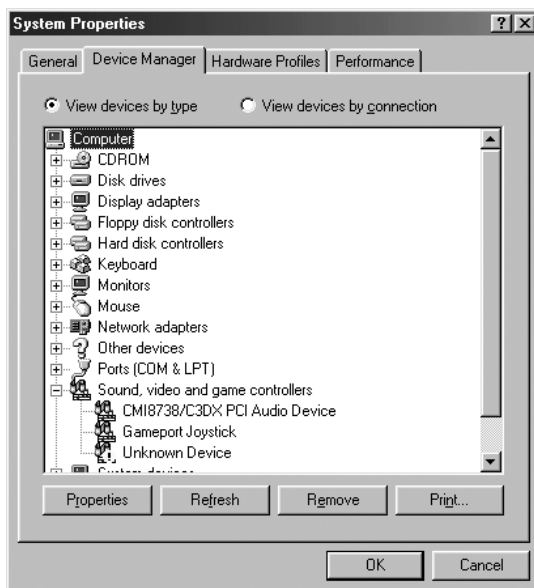 System Properties
General Device Manager Hardware Profiles Performance
View devices by type View devices by connection
Computer
CDROM
Disk drives
Display adapters
Floppy disk controllers
Hard disk controllers
Keyboard
Monitors
Mouse
Network adapters
Other devices
Ports (COM & LPT)
Sound, video and game controllers
CMI8738/C3DX PCI Audio Device
Gameport Joystick
Unknown Device
System devices
Properties Refresh Remove Print...
OK Cancel